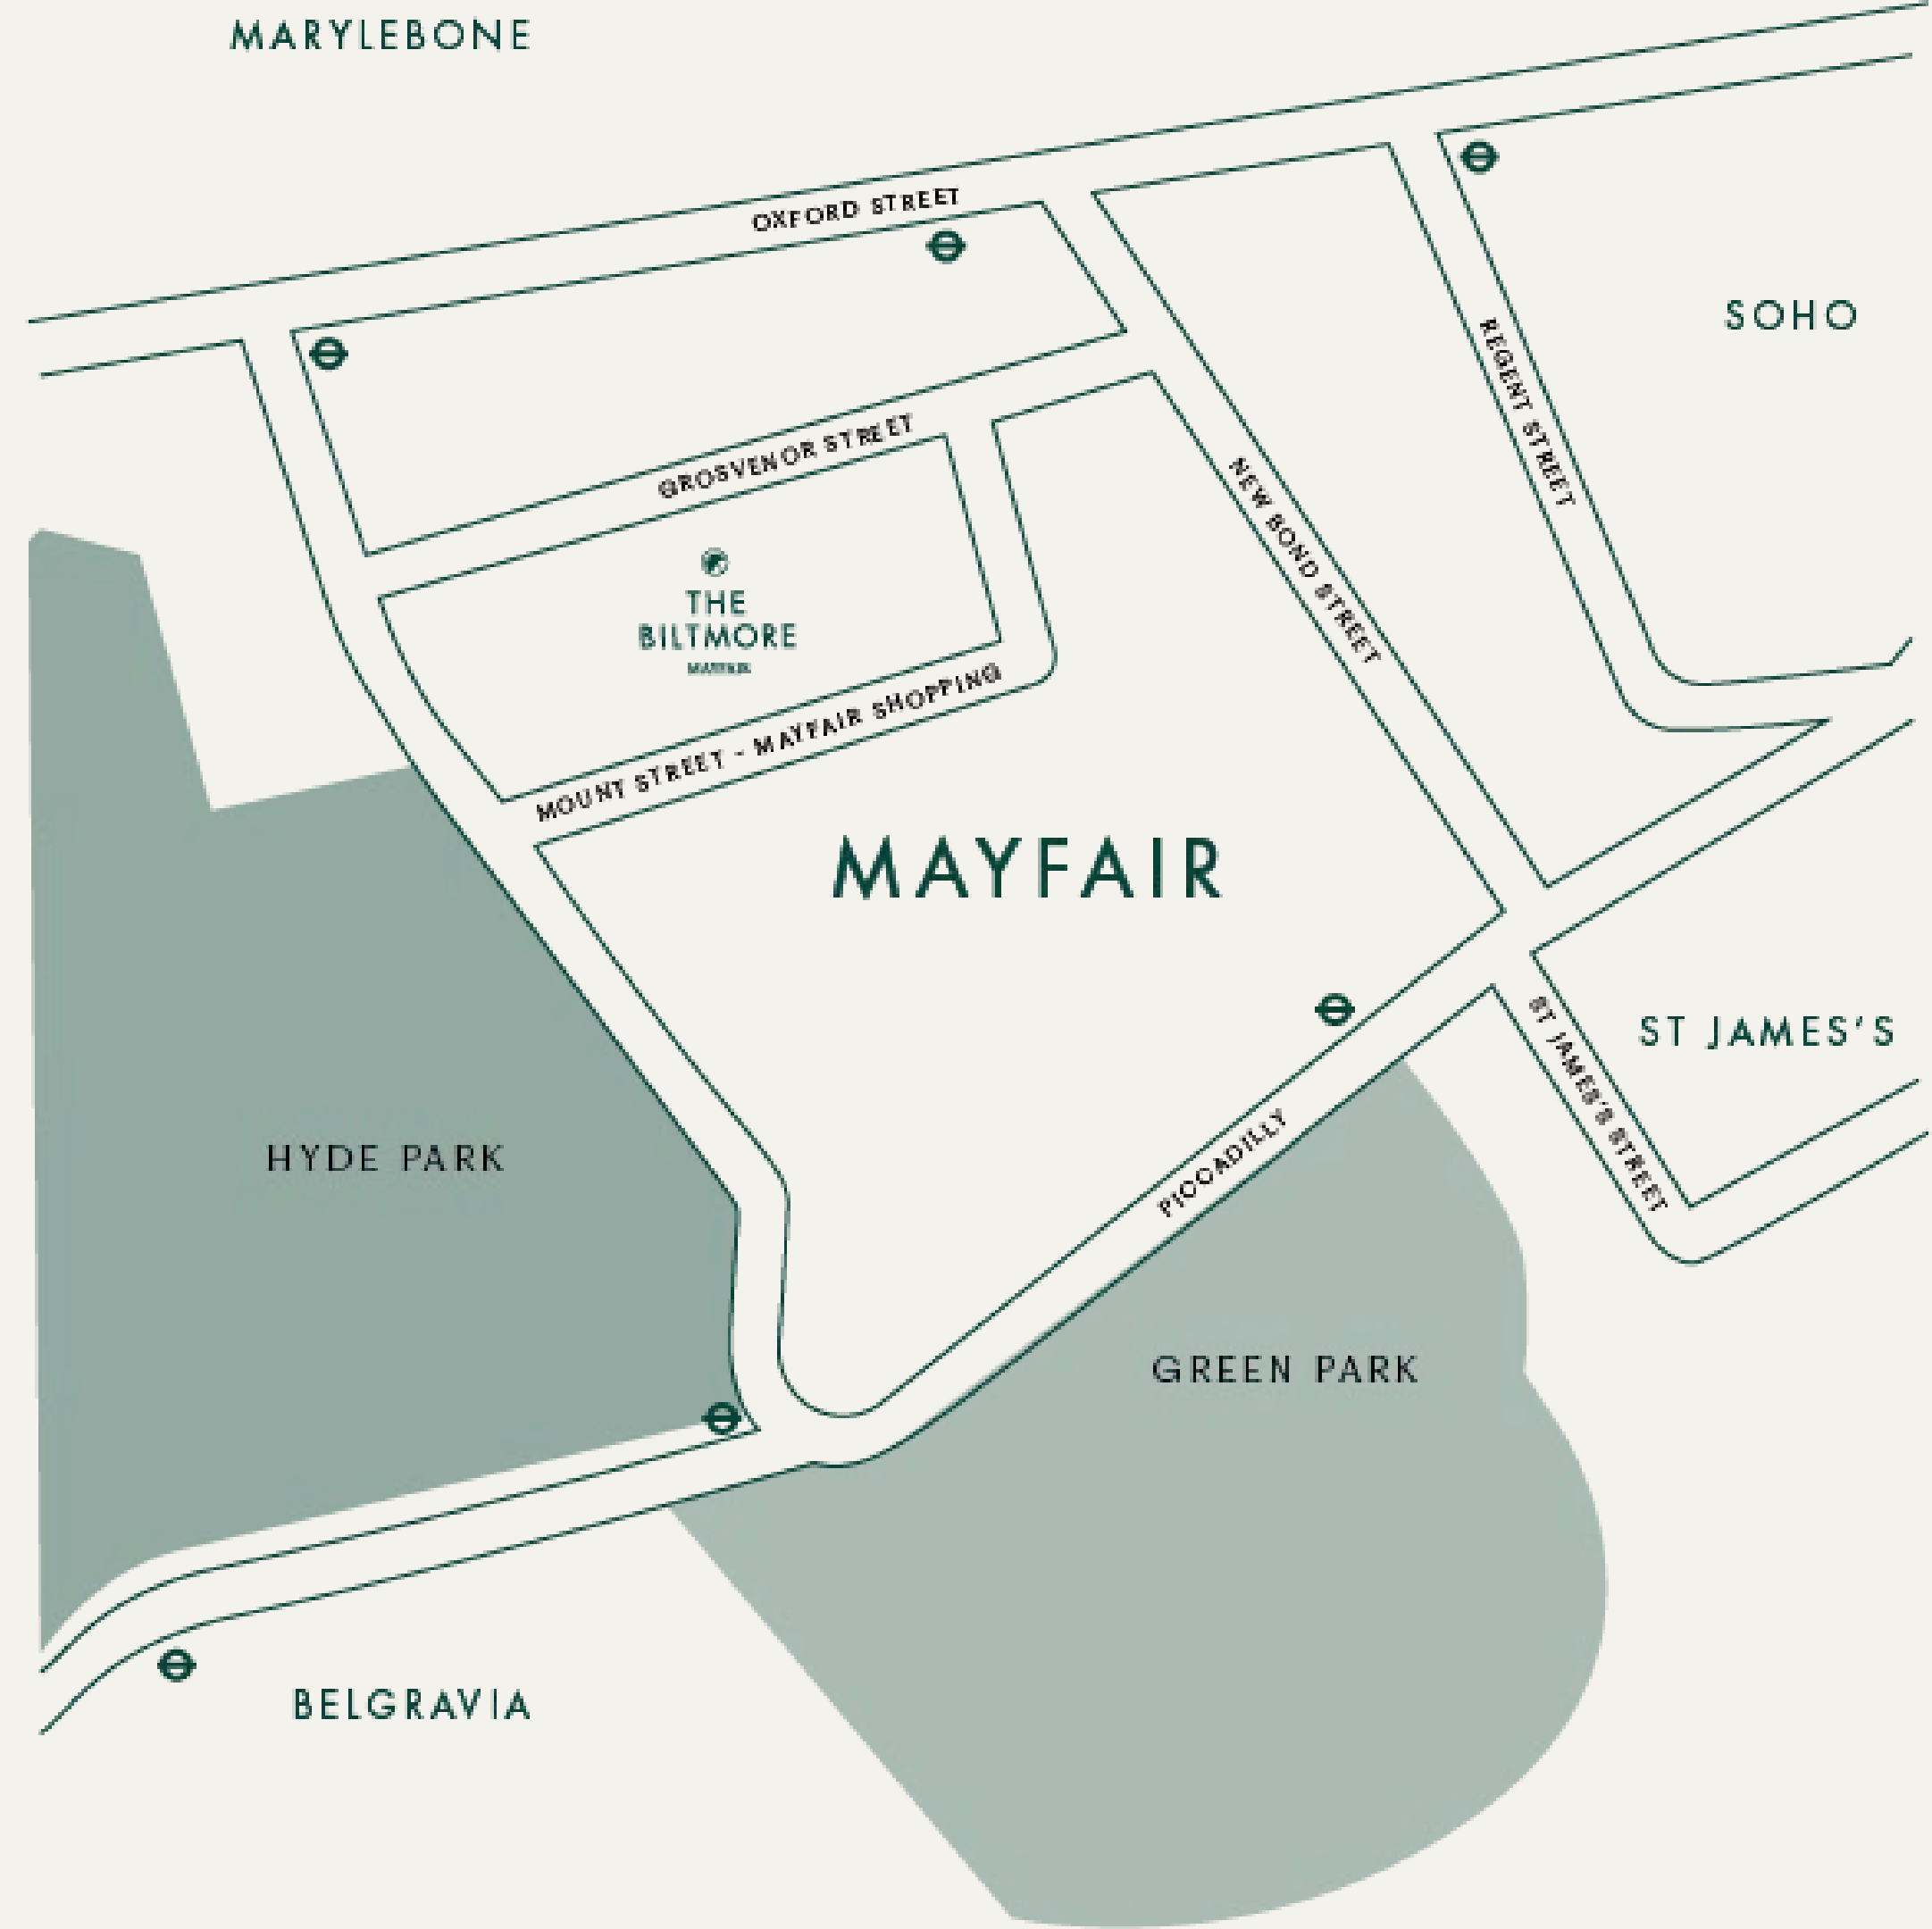 MARYLEBONE
OXFORD STREET
SOHO
REGENT STREET
GROSVENOR STREET
NEW BOND STREET
THE
BILTMORE
MAYFAIR
MOUNT STREET - MAYFAIR SHOPPING
MAYFAIR
ST JAMES'S
ST JAMES'S STREET
HYDE PARK
PICCADILLY
GREEN PARK
BELGRAVIA